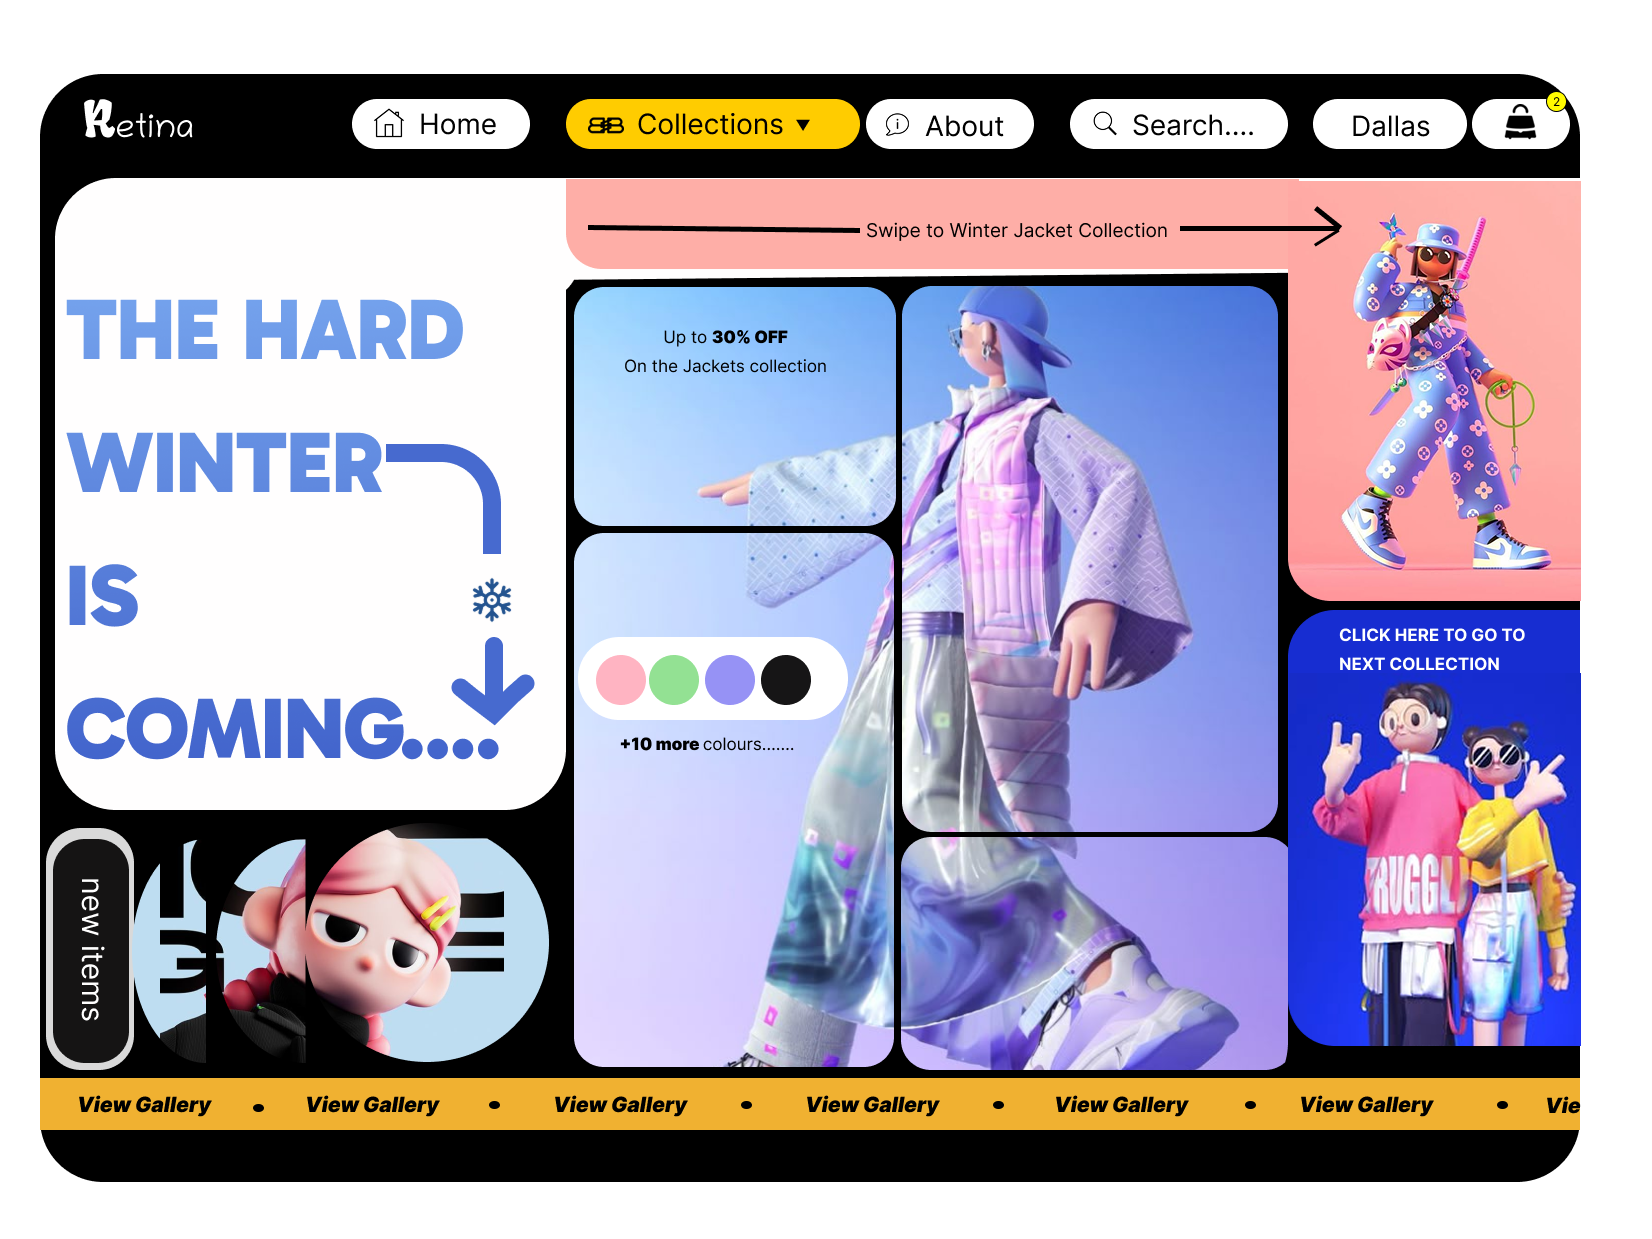 Retina
Home
Collections ▼
About
Search....
Dallas
2
Swipe to Winter Jacket Collection
THE HARD
WINTER
IS
COMING....
Up to 30% OFF
On the Jackets collection
+10 more colours.......
CLICK HERE TO GO TO
NEXT COLLECTION
new items
View Gallery • View Gallery • View Gallery • View Gallery • View Gallery • View Gallery • Vie